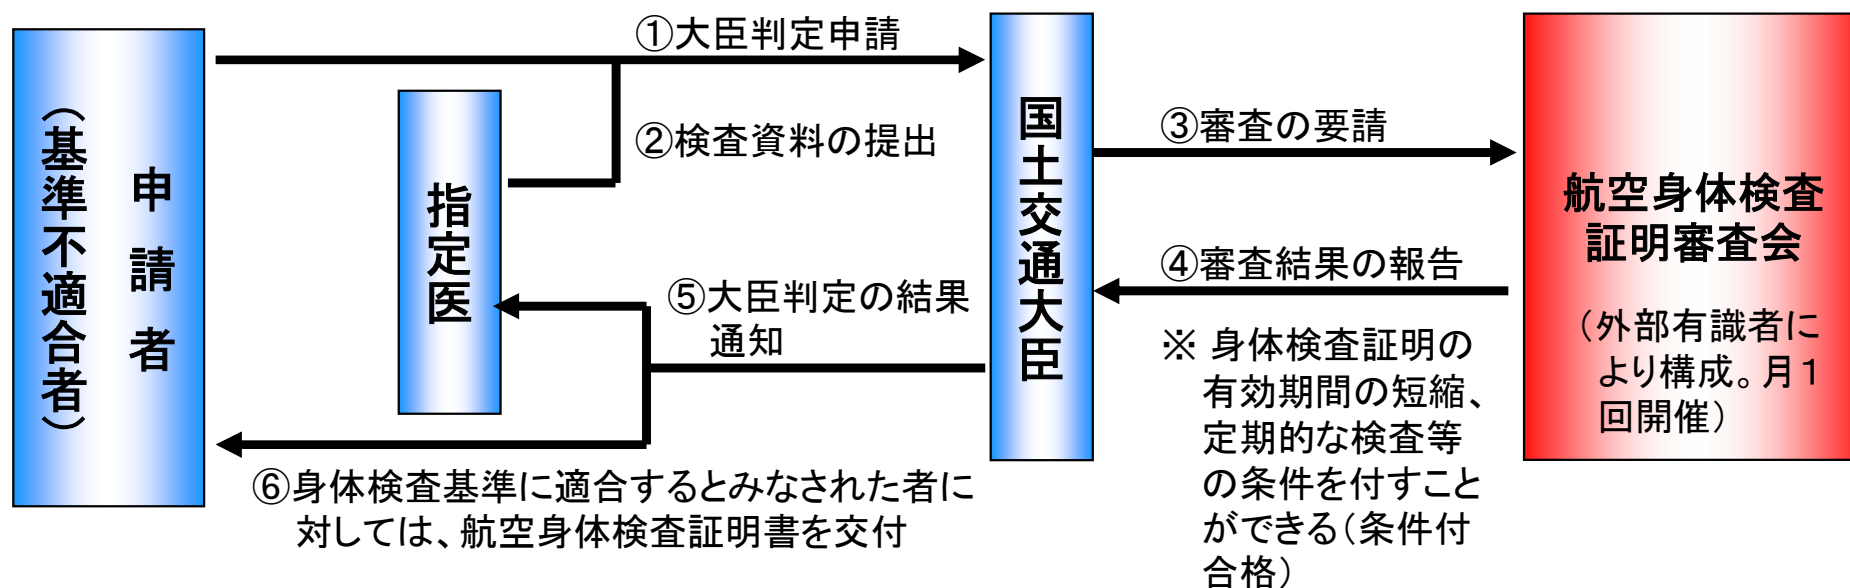 申請者
（基準不適合者）
指定医
①大臣判定申請
②検査資料の提出
⑤大臣判定の結果
通知
⑥身体検査基準に適合するとみなされた者に
対しては、航空身体検査証明書を交付
国土交通大臣
③審査の要請
④審査結果の報告
※ 身体検査証明の
有効期間の短縮、
定期的な検査等
の条件を付すこと
ができる（条件付
合格）
航空身体検査
証明審査会
（外部有識者に
より構成。月１
回開催）